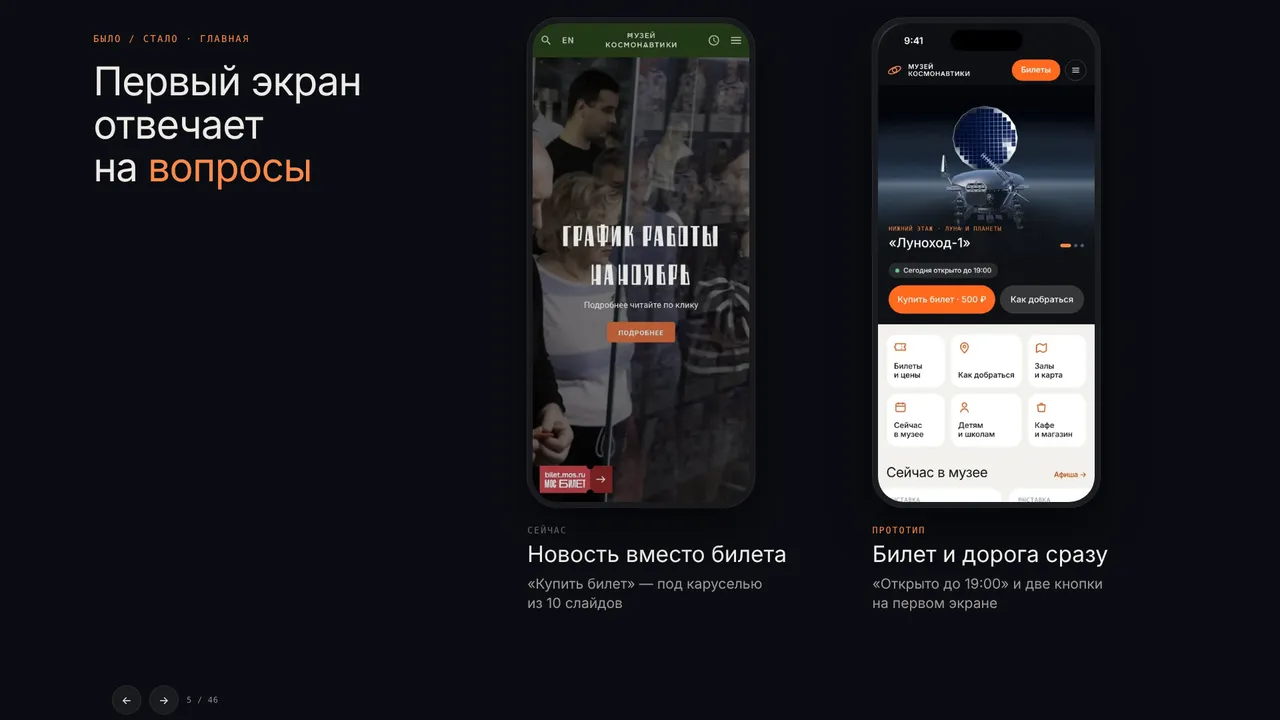 БЫЛО / СТАЛО · ГЛАВНАЯ
Первый экран
отвечает
на вопросы
EN
МУЗЕЙ
КОСМОНАВТИКИ
ГРАФИК РАБОТЫ
НА НОЯБРЬ
Подробнее читайте по клику
ПОДРОБНЕЕ
bilet.mos.ru
МОС БИЛЕТ
СЕЙЧАС
Новость вместо билета
«Купить билет» — под каруселью
из 10 слайдов
9:41
МУЗЕЙ
КОСМОНАВТИКИ
Билеты
НИЖНИЙ ЭТАЖ · ЛУНА И ПЛАНЕТЫ
«Луноход-1»
Сегодня открыто до 19:00
Купить билет · 500 ₽
Как добраться
Билеты
и цены
Как добраться
Залы
и карта
Сейчас
в музее
Детям
и школам
Кафе
и магазин
Сейчас в музее
Афиша →
ПРОТОТИП
Билет и дорога сразу
«Открыто до 19:00» и две кнопки
на первом экране
← → 5 / 46